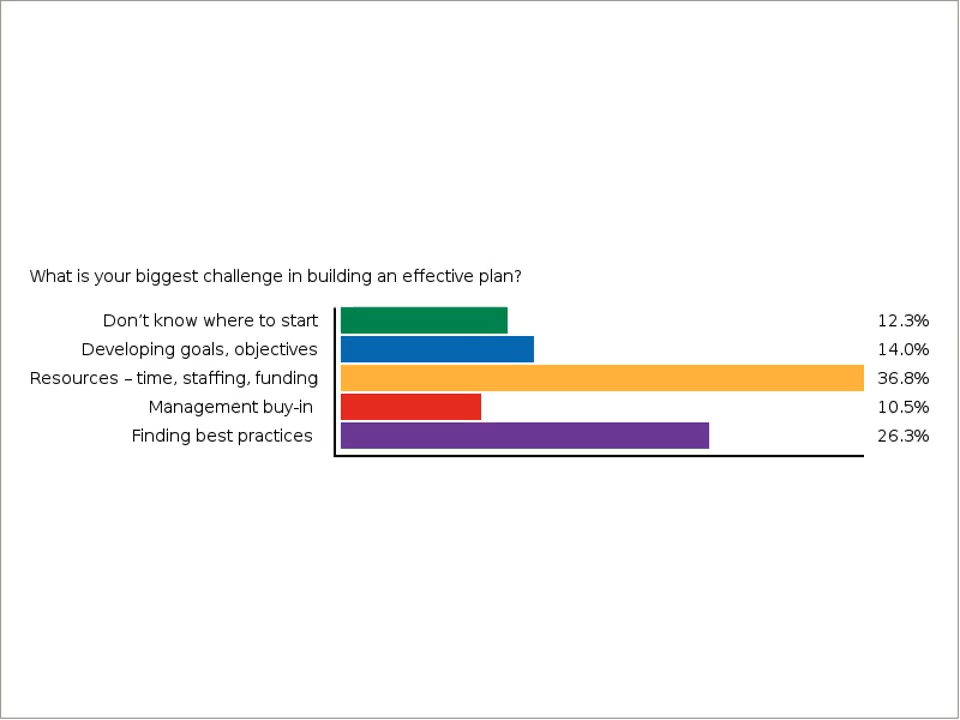 What is your biggest challenge in building an effective plan?
Don’t know where to start 12.3%
Developing goals, objectives 14.0%
Resources – time, staffing, funding 36.8%
Management buy-in 10.5%
Finding best practices 26.3%